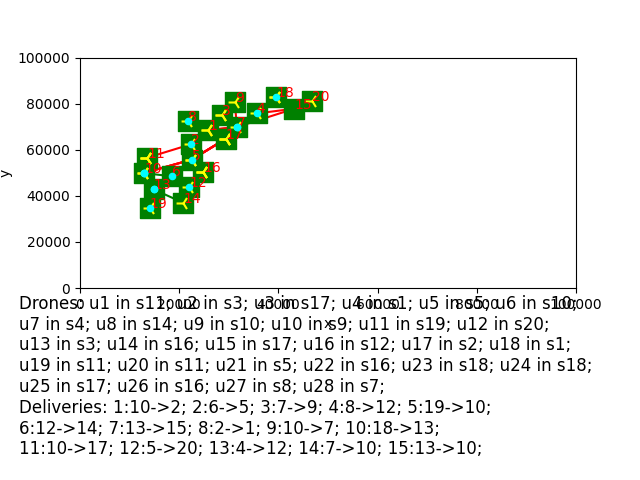 100000
80000
60000
40000
20000
0
y
x
Drones: u1 in s11; u2 in s3; u3 in s17; u4 in s1; u5 in s5; u6 in s10;
u7 in s4; u8 in s14; u9 in s10; u10 in s9; u11 in s19; u12 in s20;
u13 in s3; u14 in s16; u15 in s17; u16 in s12; u17 in s2; u18 in s1;
u19 in s11; u20 in s11; u21 in s5; u22 in s16; u23 in s18; u24 in s18;
u25 in s17; u26 in s16; u27 in s8; u28 in s7;
Deliveries: 1:10->2; 2:6->5; 3:7->9; 4:8->12; 5:19->10;
6:12->14; 7:13->15; 8:2->1; 9:10->7; 10:18->13;
11:10->17; 12:5->20; 13:4->12; 14:7->10; 15:13->10;